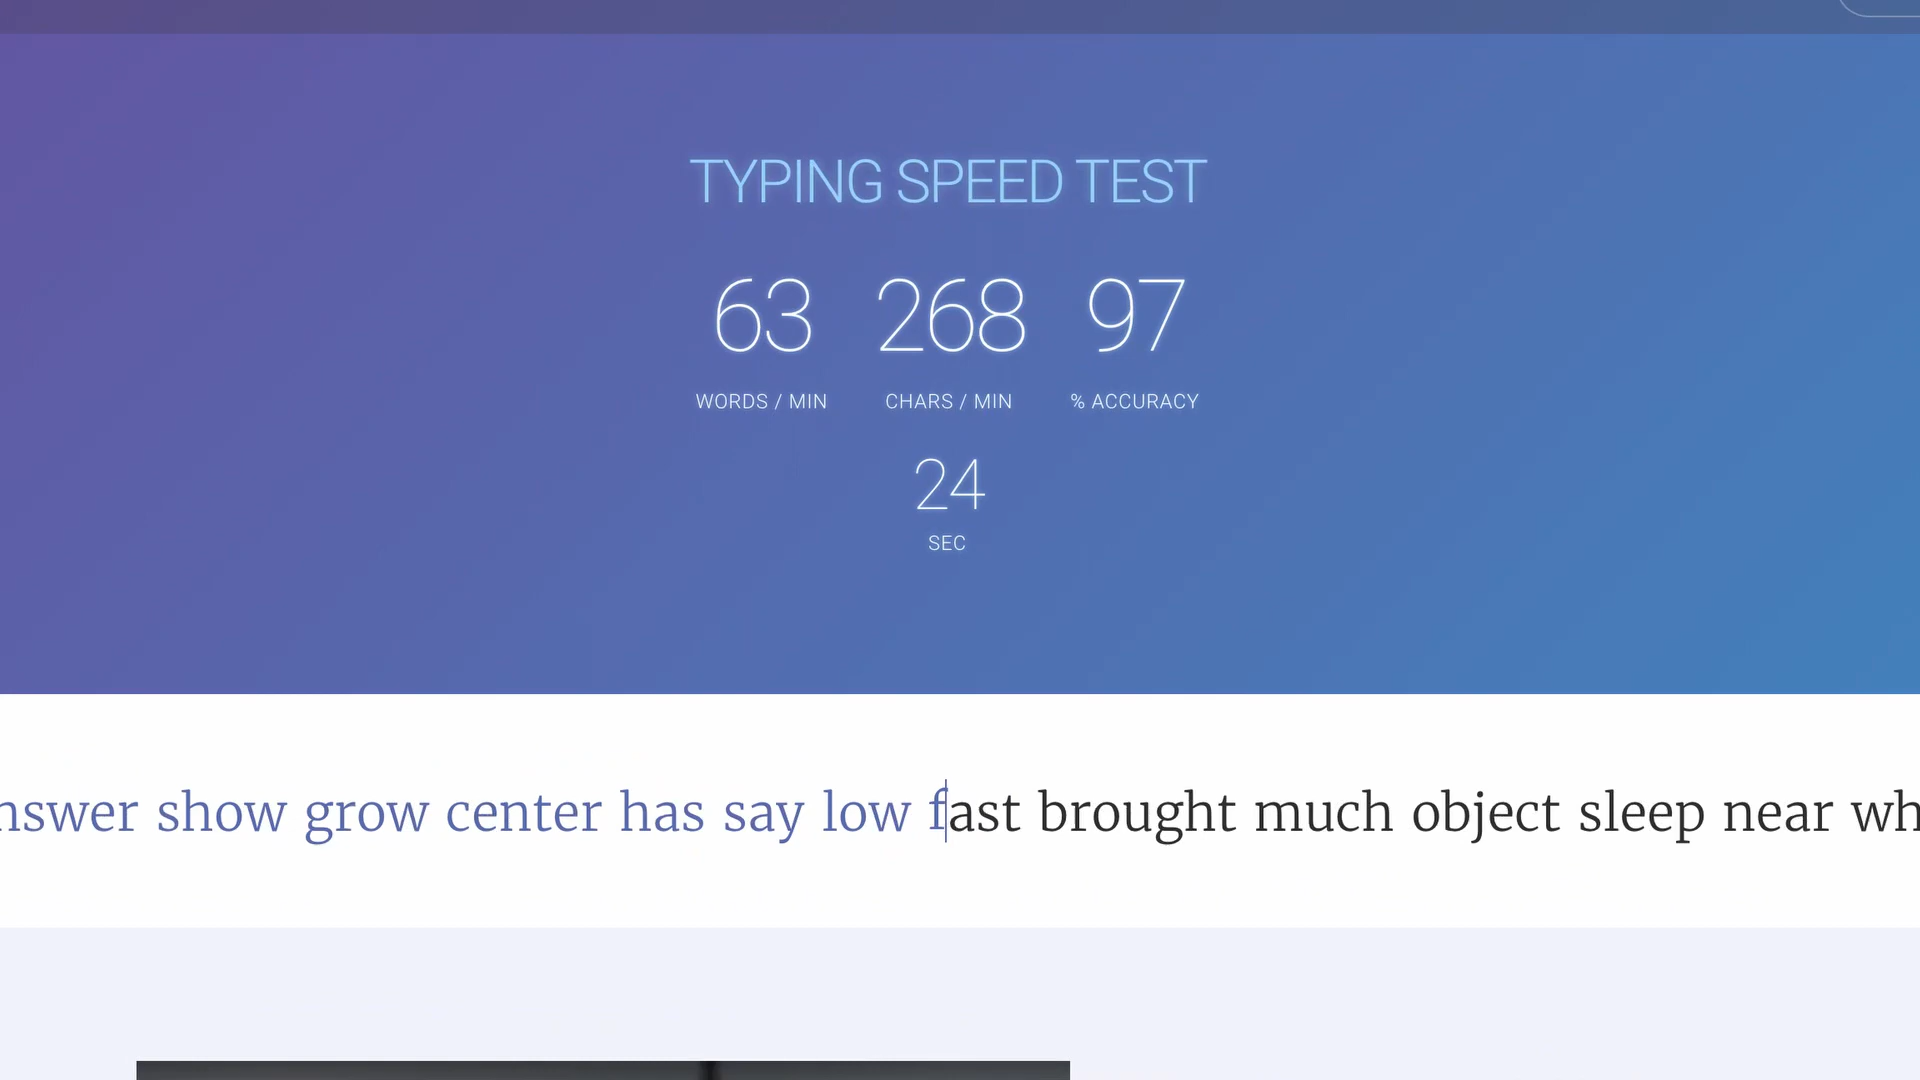 TYPING SPEED TEST
63 268 97
WORDS / MIN CHARS / MIN % ACCURACY
24
SEC
nswer show grow center has say low fast brought much object sleep near wh